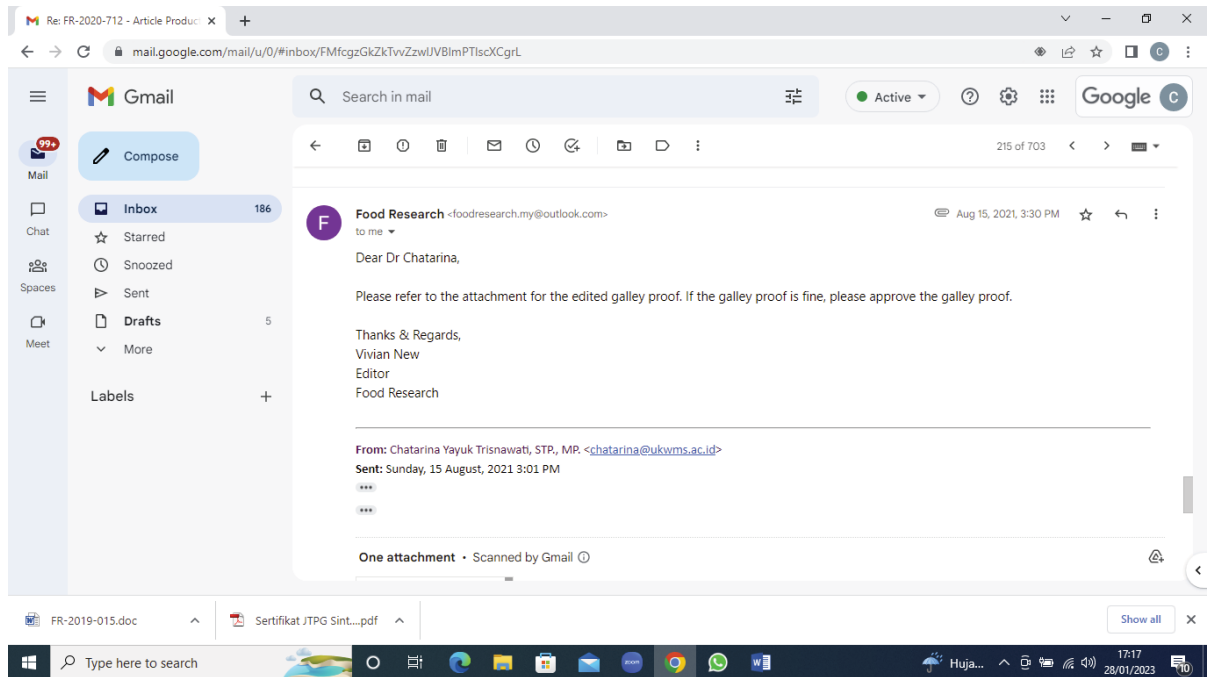 Re: FR-2020-712 - Article Product
mail.google.com/mail/u/0/#inbox/FMfcgzGkZkTvvZzwlJVBlmPTlscXCgrL
C
Gmail
Search in mail
Active
Google C
99+
Mail
Compose
215 of 703
Chat
Inbox 186
Starred
Spaces
Snoozed
Sent
Meet
Drafts 5
More
Labels
F
Food Research <foodresearch.my@outlook.com> Aug 15, 2021, 3:30 PM
to me
Dear Dr Chatarina,
Please refer to the attachment for the edited galley proof. If the galley proof is fine, please approve the galley proof.
Thanks & Regards,
Vivian New
Editor
Food Research
From: Chatarina Yayuk Trisnawati, STP., MP. <chatarina@ukwms.ac.id>
Sent: Sunday, 15 August, 2021 3:01 PM
One attachment • Scanned by Gmail
FR-2019-015.doc
Sertifikat JTPG Sint....pdf
Show all
Type here to search
zoom
Huja...
17:17
28/01/2023
10